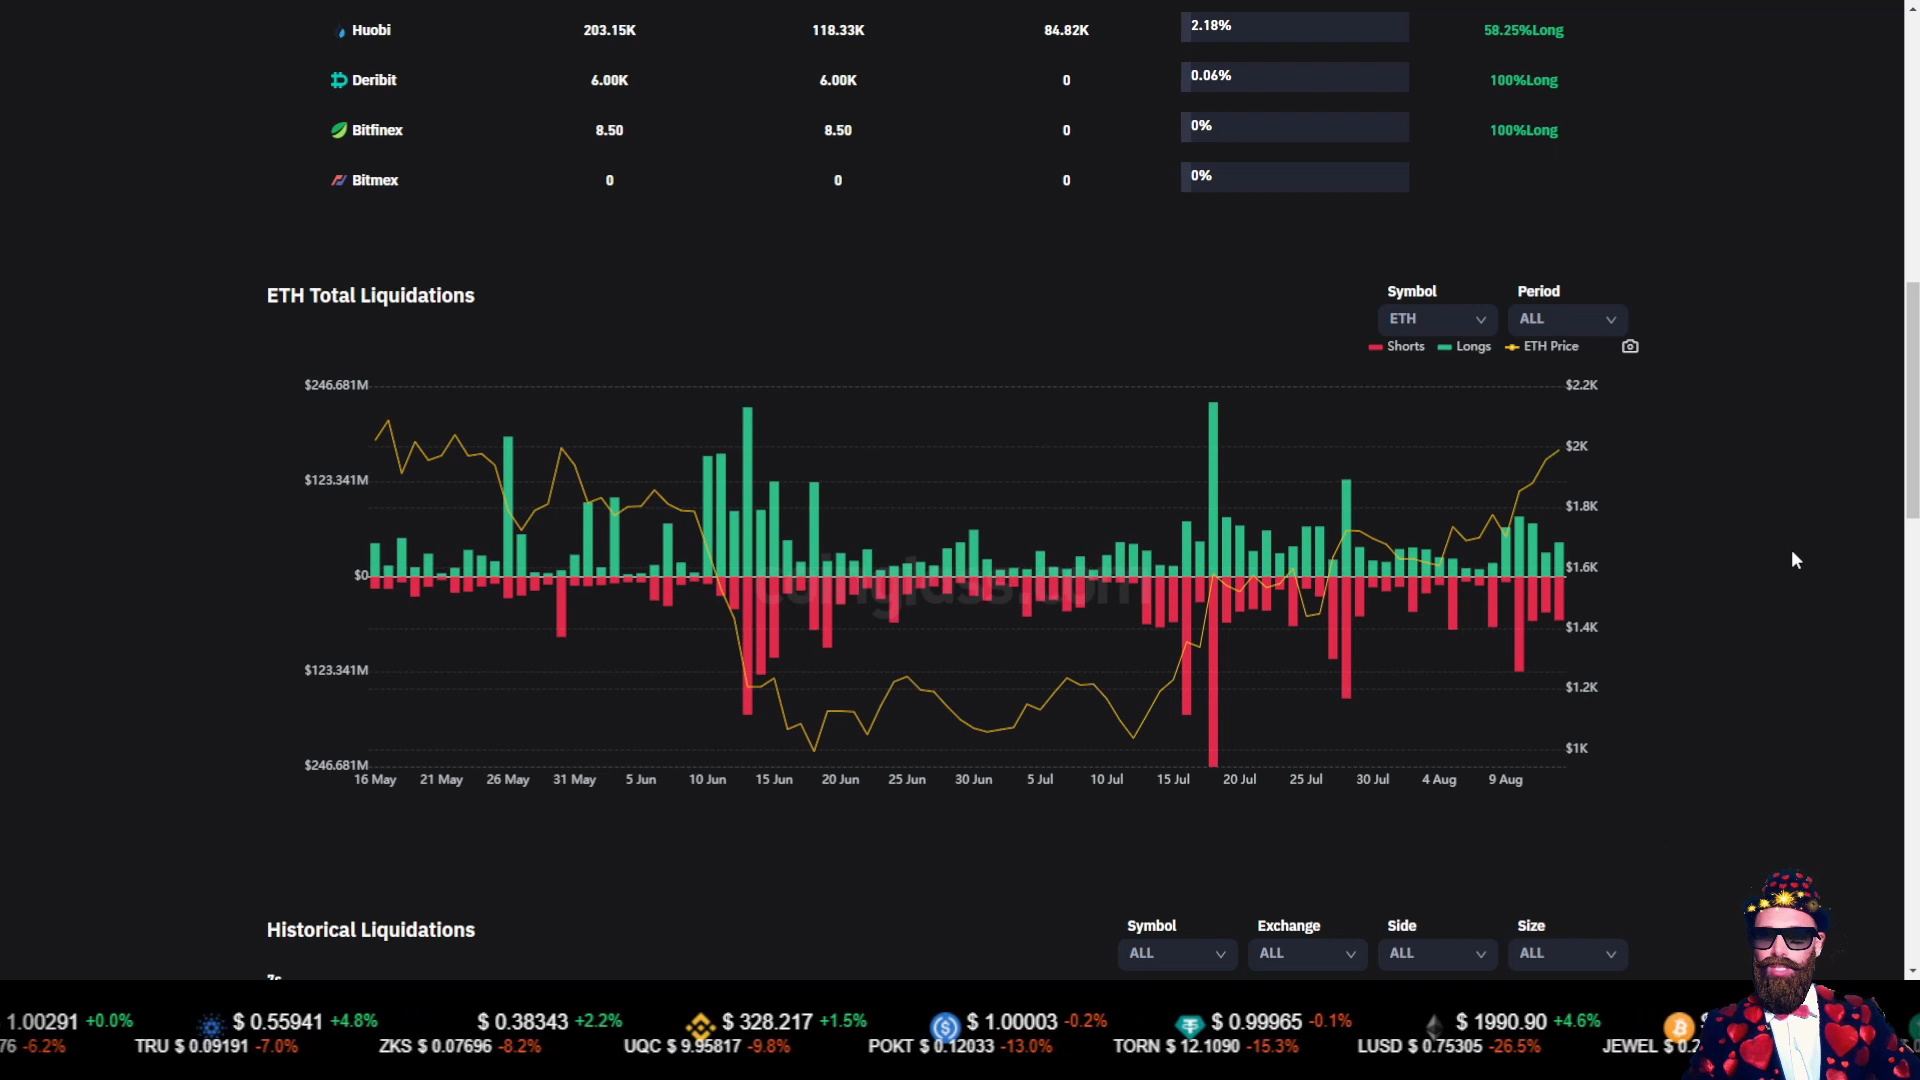 Huobi 203.15K 118.33K 84.82K 2.18% 58.25%Long
Deribit 6.00K 6.00K 0 0.06% 100%Long
Bitfinex 8.50 8.50 0 0% 100%Long
Bitmex 0 0 0 0%
ETH Total Liquidations
Symbol Period
ETH ALL
Shorts Longs ETH Price
$246.681M $2.2K
$2K
$123.341M
$1.8K
$0 $1.6K
coinglass.com
$1.4K
$123.341M
$1.2K
$1K
$246.681M
16 May 21 May 26 May 31 May 5 Jun 10 Jun 15 Jun 20 Jun 25 Jun 30 Jun 5 Jul 10 Jul 15 Jul 20 Jul 25 Jul 30 Jul 4 Aug 9 Aug
Historical Liquidations
Symbol Exchange Side Size
ALL ALL ALL ALL
1.00291 +0.0% $ 0.55941 +4.8% $ 0.38343 +2.2% $ 328.217 +1.5% $ 1.00003 -0.2% $ 0.99965 -0.1% $ 1990.90 +4.6%
76 -6.2% TRU $ 0.09191 -7.0% ZKS $ 0.07696 -8.2% UQC $ 9.95817 -9.8% POKT $ 0.12033 -13.0% TORN $ 12.1090 -15.3% LUSD $ 0.75305 -26.5% JEWEL $ 0.2